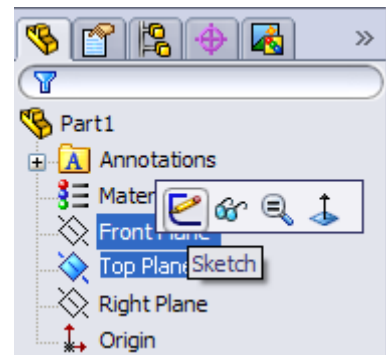 »
Part1
Annotations
A
Mater
Front Plane
Top Plane
Sketch
Right Plane
Origin